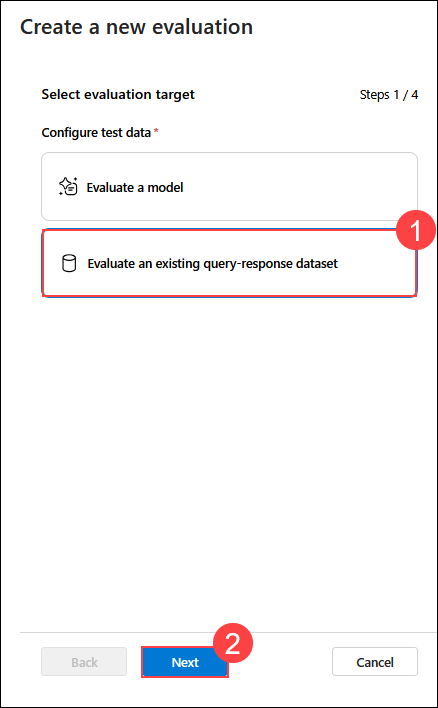 Create a new evaluation
Select evaluation target Steps 1 / 4
Configure test data *
Evaluate a model
1
Evaluate an existing query-response dataset
2
Back Next Cancel